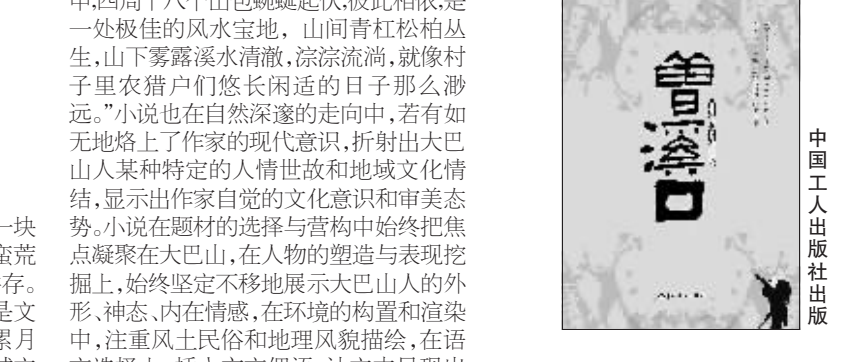 一块
蛮荒
存。
是文
累月
中,四周十八个山包蜿蜒起伏,彼此相依,是
一处极佳的风水宝地，山间青杠松柏丛
生,山下雾露溪水清澈,淙淙流淌,就像村
子里农猎户们悠长闲适的日子那么渺
远。”小说也在自然深邃的走向中,若有如
无地烙上了作家的现代意识,折射出大巴
山人某种特定的人情世故和地域文化情
结,显示出作家自觉的文化意识和审美态
势。小说在题材的选择与营构中始终把焦
点凝聚在大巴山,在人物的塑造与表现挖
掘上,始终坚定不移地展示大巴山人的外
形、神态、内在情感,在环境的构置和渲染
中,注重风土民俗和地理风貌描绘,在语
曾溪口
中国工人出版社出版